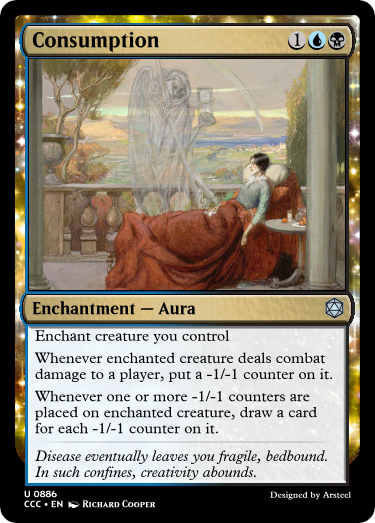 Consumption 1
Enchantment — Aura
Enchant creature you control
Whenever enchanted creature deals combat
damage to a player, put a -1/-1 counter on it.
Whenever one or more -1/-1 counters are
placed on enchanted creature, draw a card
for each -1/-1 counter on it.
Disease eventually leaves you fragile, bedbound.
In such confines, creativity abounds.
U 0886
CCC • EN Richard Cooper
Designed by Arsteel